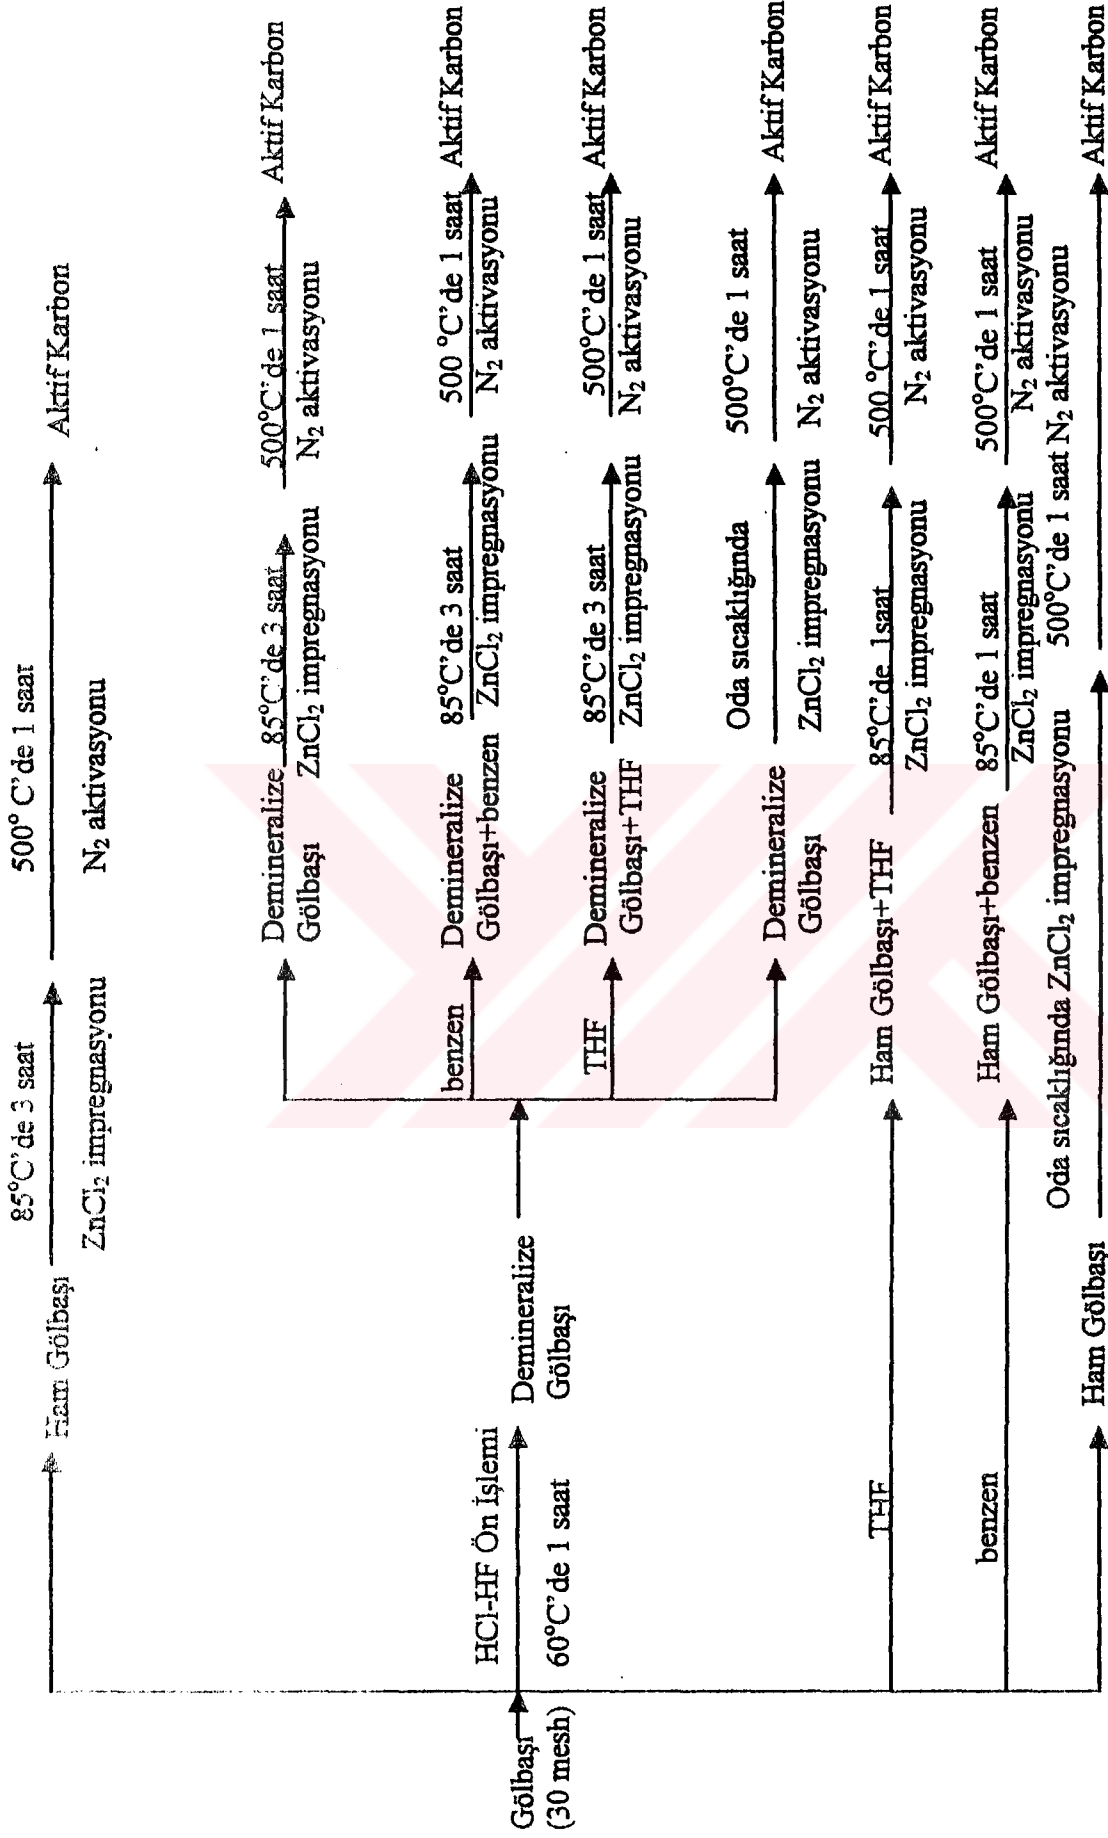 Gölbaşı
(30 mesh)
Ham Gölbaşı
85°C'de 3 saat
ZnCl₂ impregnasyonu
500° C'de 1 saat
N₂ aktivasyonu
Aktif Karbon
HCl-HF Ön İşlemi
60°C'de 1 saat
Demineralize
Gölbaşı
Demineralize
Gölbaşı
85°C'de 3 saat
ZnCl₂ impregnasyonu
500°C'de 1 saat
N₂ aktivasyonu
Aktif Karbon
benzen
Demineralize
Gölbaşı+benzen
85°C'de 3 saat
ZnCl₂ impregnasyonu
500 °C'de 1 saat
N₂ aktivasyonu
Aktif Karbon
THF
Demineralize
Gölbaşı+THF
85°C'de 3 saat
ZnCl₂ impregnasyonu
500°C'de 1 saat
N₂ aktivasyonu
Aktif Karbon
Demineralize
Gölbaşı
Oda sıcaklığında
ZnCl₂ impregnasyonu
500°C'de 1 saat
N₂ aktivasyonu
Aktif Karbon
THF
Ham Gölbaşı+THF
85°C'de 1saat
ZnCl₂ impregnasyonu
500 °C'de 1 saat
N₂ aktivasyonu
Aktif Karbon
benzen
Ham Gölbaşı+benzen
85°C'de 1 saat
ZnCl₂ impregnasyonu
500°C'de 1 saat
N₂ aktivasyonu
Aktif Karbon
Ham Gölbaşı
Oda sıcaklığında ZnCl₂ impregnasyonu
500°C'de 1 saat N₂ aktivasyonu
Aktif Karbon